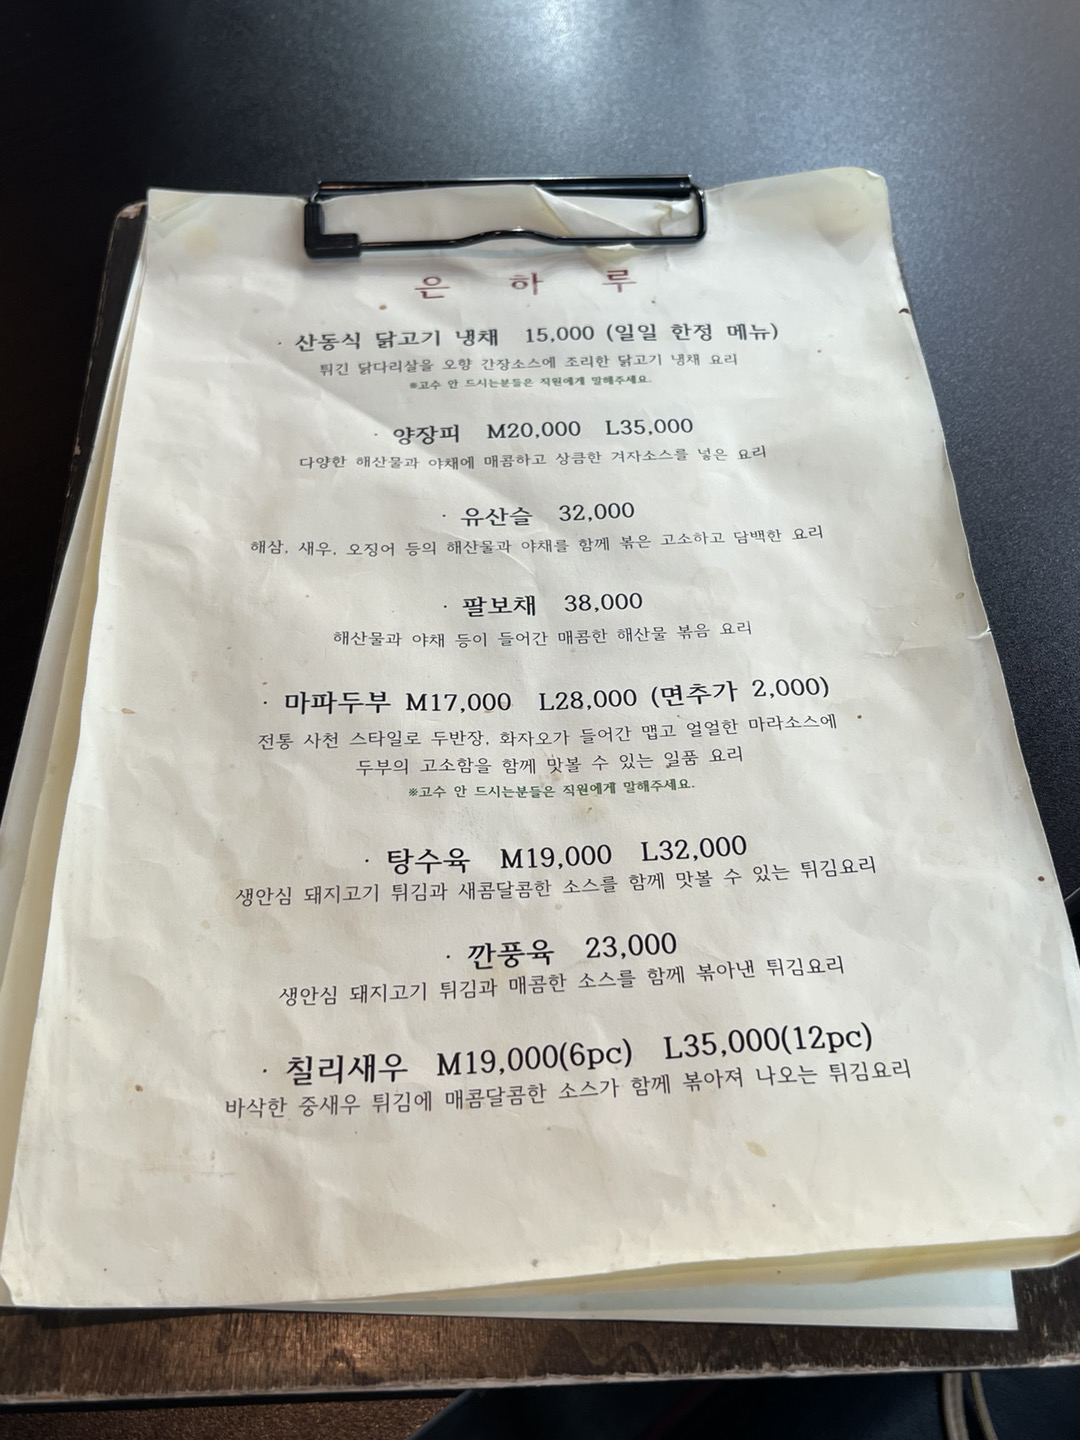 은 하 루
· 산동식 닭고기 냉채 15,000 (일일 한정 메뉴)
튀긴 닭다리살을 오향 간장소스에 조리한 닭고기 냉채 요리
※고수 안 드시는분들은 직원에게 말해주세요.
· 양장피 M20,000 L35,000
다양한 해산물과 야채에 매콤하고 상큼한 겨자소스를 넣은 요리
· 유산슬 32,000
해삼, 새우, 오징어 등의 해산물과 야채를 함께 볶은 고소하고 담백한 요리
· 팔보채 38,000
해산물과 야채 등이 들어간 매콤한 해산물 볶음 요리
· 마파두부 M17,000 L28,000 (면추가 2,000)
전통 사천 스타일로 두반장, 화자오가 들어간 맵고 얼얼한 마라소스에
두부의 고소함을 함께 맛볼 수 있는 일품 요리
※고수 안 드시는분들은 직원에게 말해주세요.
· 탕수육 M19,000 L32,000
생안심 돼지고기 튀김과 새콤달콤한 소스를 함께 맛볼 수 있는 튀김요리
· 깐풍육 23,000
생안심 돼지고기 튀김과 매콤한 소스를 함께 볶아낸 튀김요리
· 칠리새우 M19,000(6pc) L35,000(12pc)
바삭한 중새우 튀김에 매콤달콤한 소스가 함께 볶아져 나오는 튀김요리